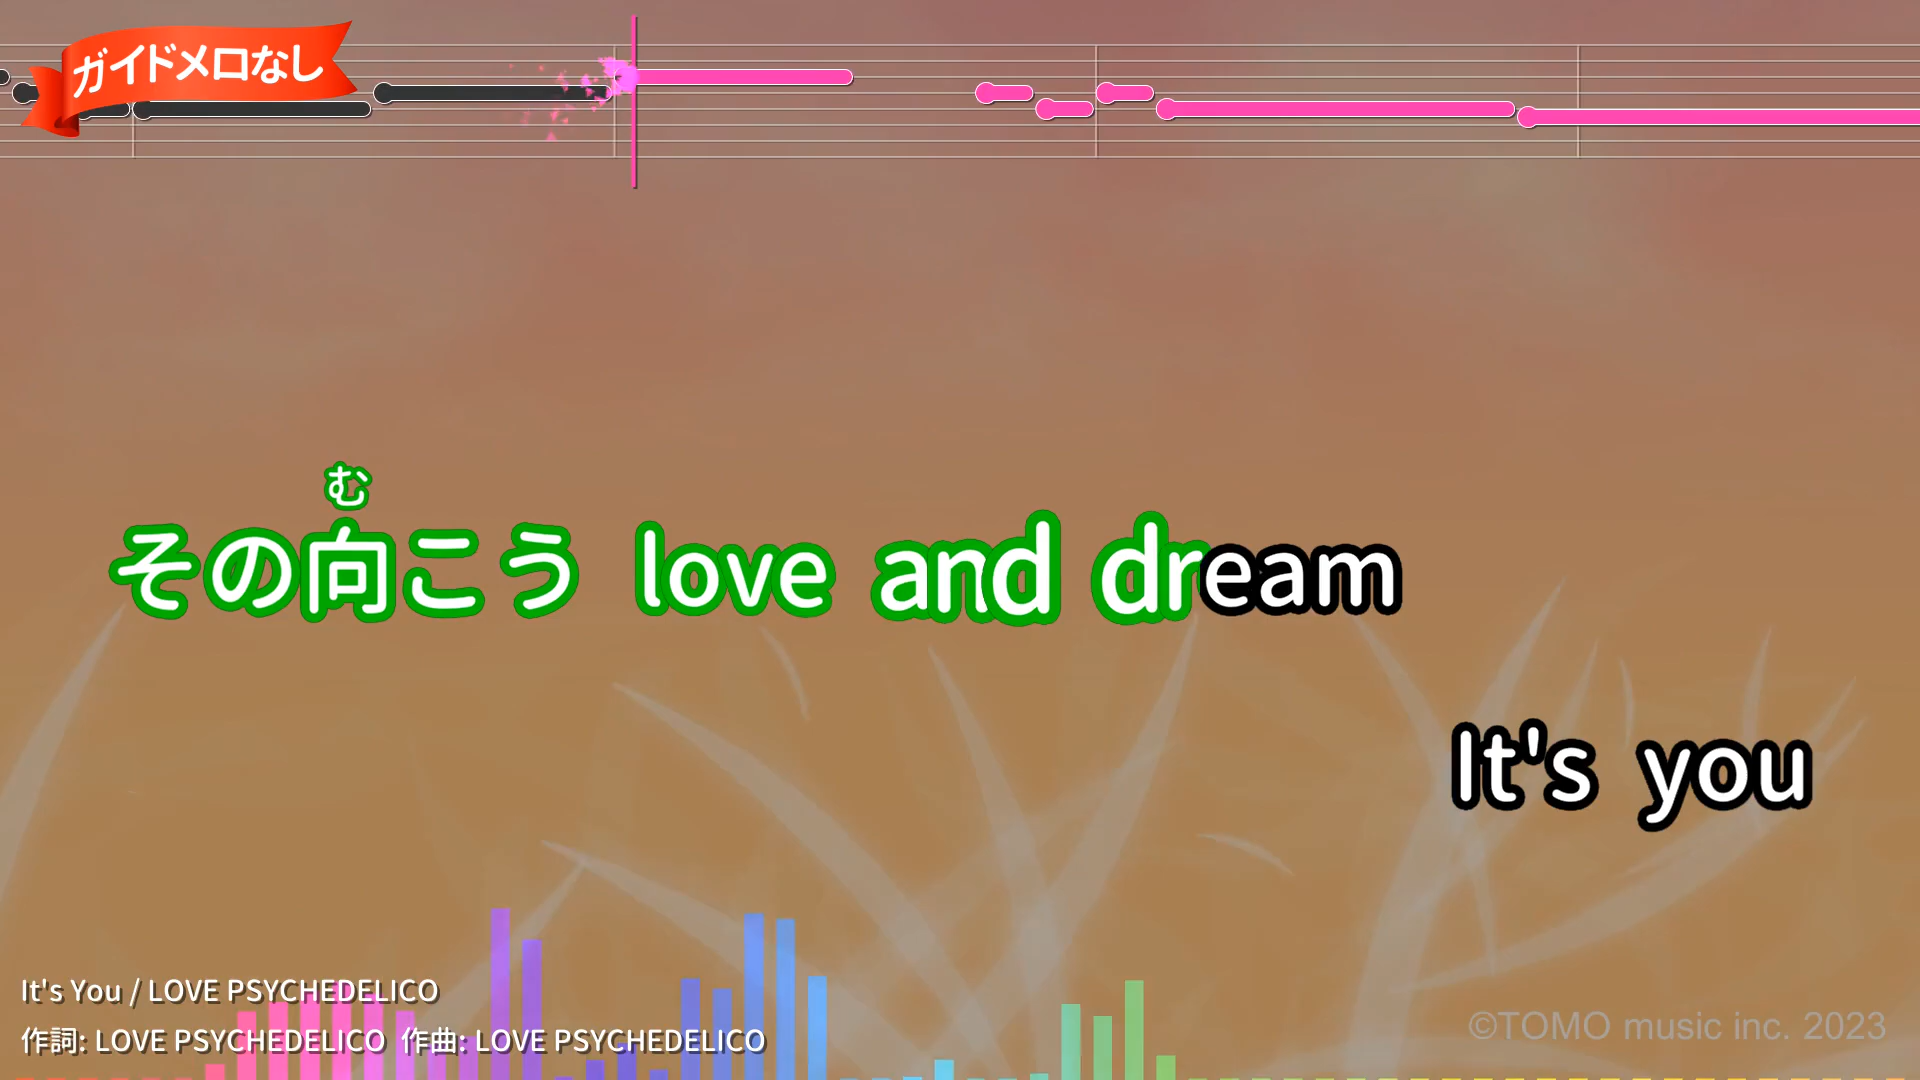 ガイドメロなし
む
その向こう love and dream
It's you
It's You / LOVE PSYCHEDELICO
作詞: LOVE PSYCHEDELICO 作曲: LOVE PSYCHEDELICO
©TOMO music inc. 2023